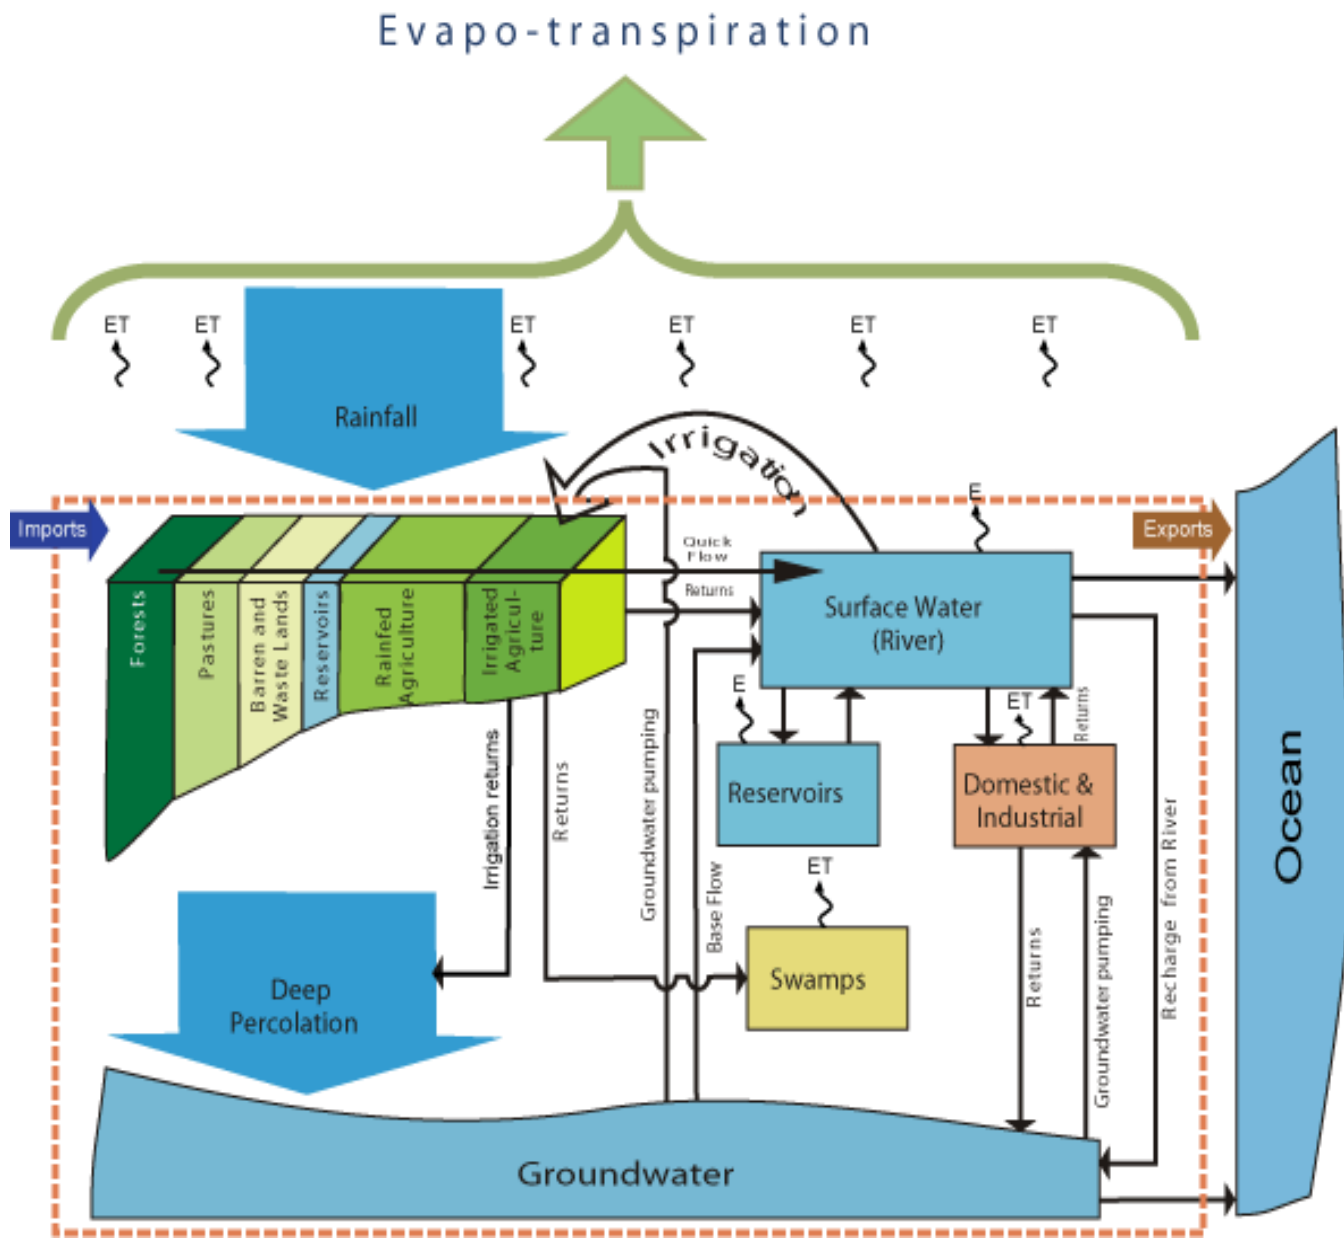 Evapo-transpiration
ET
ET
ET
ET
ET
ET
Rainfall
Irrigation
E
Imports
Exports
Quick
Flow
Returns
Surface Water
(River)
Forests
Pastures
Barren and
Waste Lands
Reservoirs
Rainfed
Agriculture
Irrigated
Agricul-
ture
E
ET
Returns
Reservoirs
Domestic &
Industrial
Irrigation returns
Returns
Groundwater pumping
Base Flow
ET
Swamps
Returns
Groundwater pumping
Recharge from River
Ocean
Deep
Percolation
Groundwater